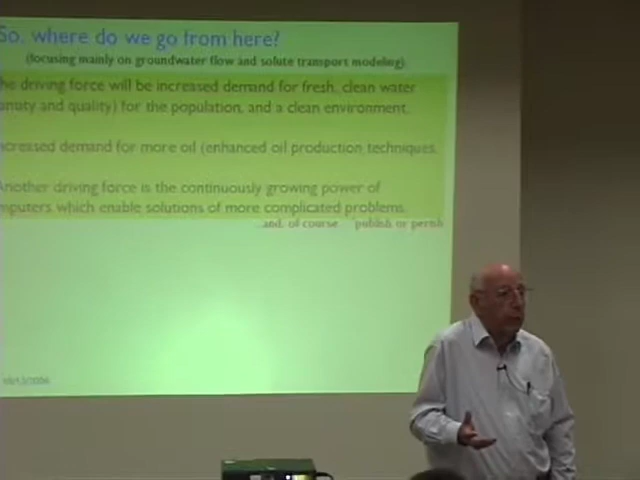 So, where do we go from here?
(focusing mainly on groundwater flow and solute transport modeling)
he driving force will be increased demand for fresh, clean water
antity and quality) for the population, and a clean environment.
ncreased demand for more oil (enhanced oil production techniques.
Another driving force is the continuously growing power of
mputers, which enable solutions of more complicated problems.
...and, of course... "publish or perish